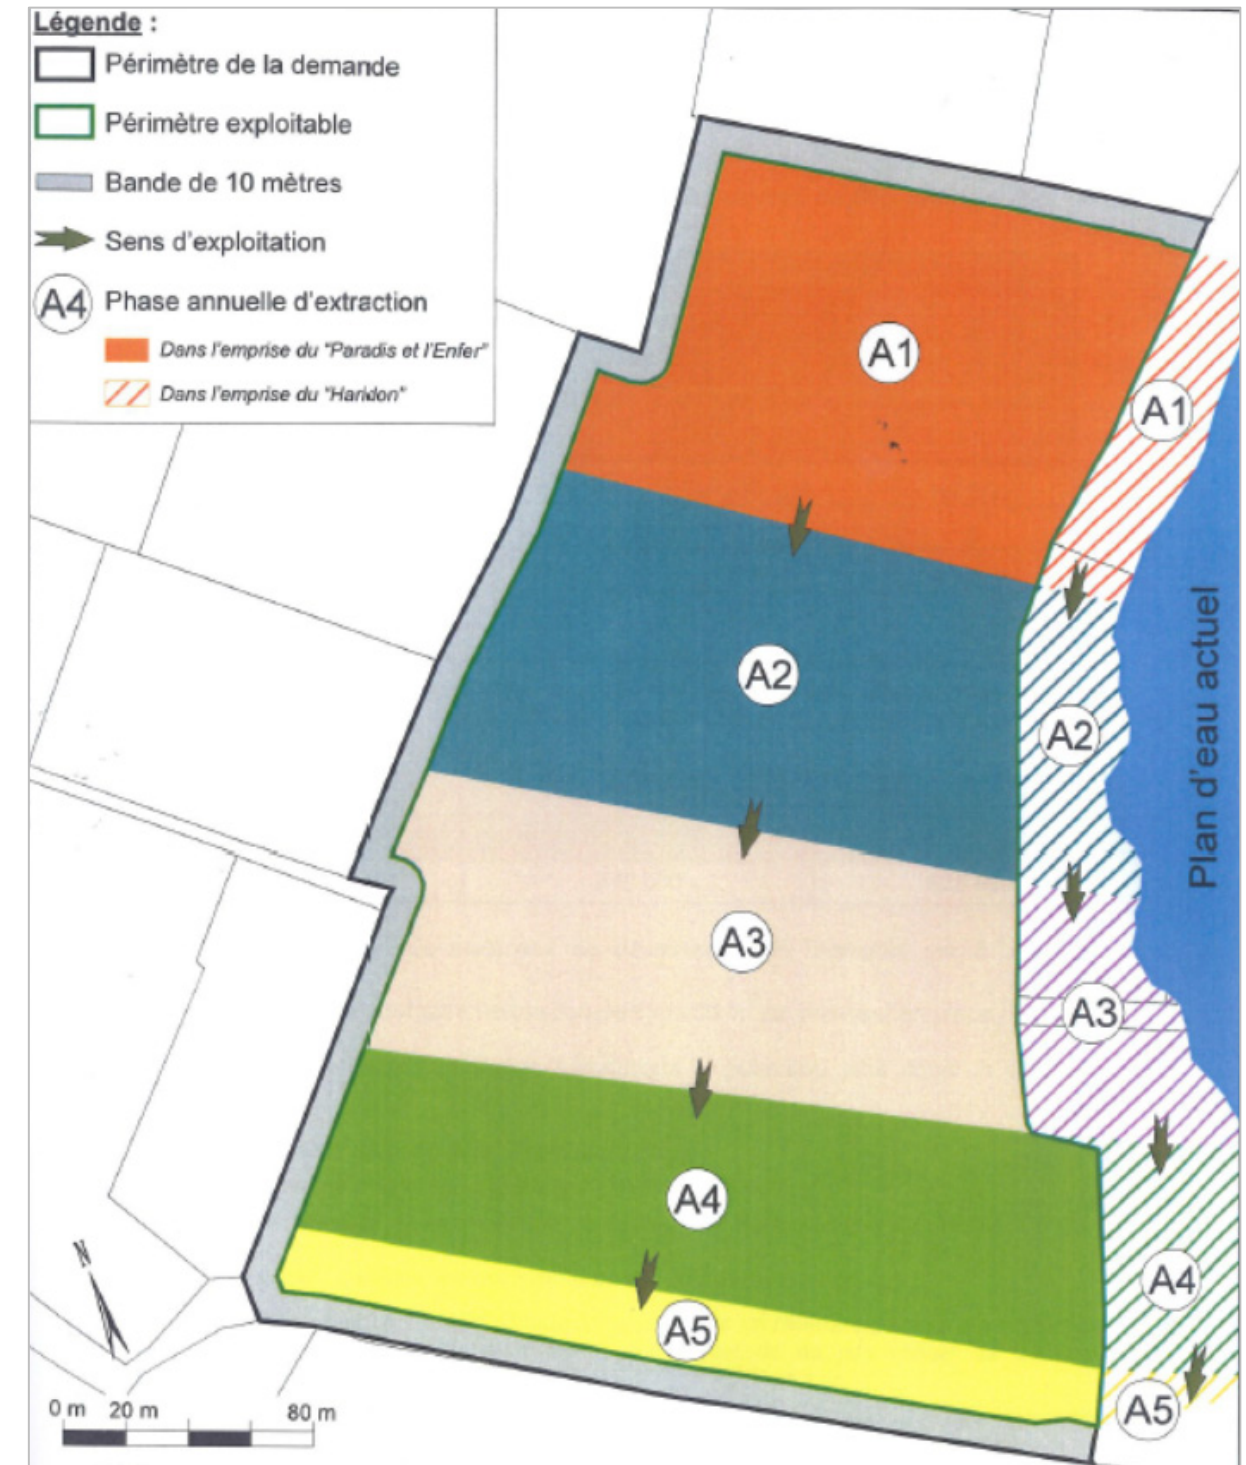 Légende :
Périmètre de la demande
Périmètre exploitable
Bande de 10 mètres
Sens d'exploitation
A4 Phase annuelle d'extraction
Dans l'emprise du "Paradis et l'Enfer"
Dans l'emprise du "Haridon"
A1
A1
A2
A2
Plan d'eau actuel
A3
A3
A4
A4
A5
A5
N
0 m 20 m 80 m